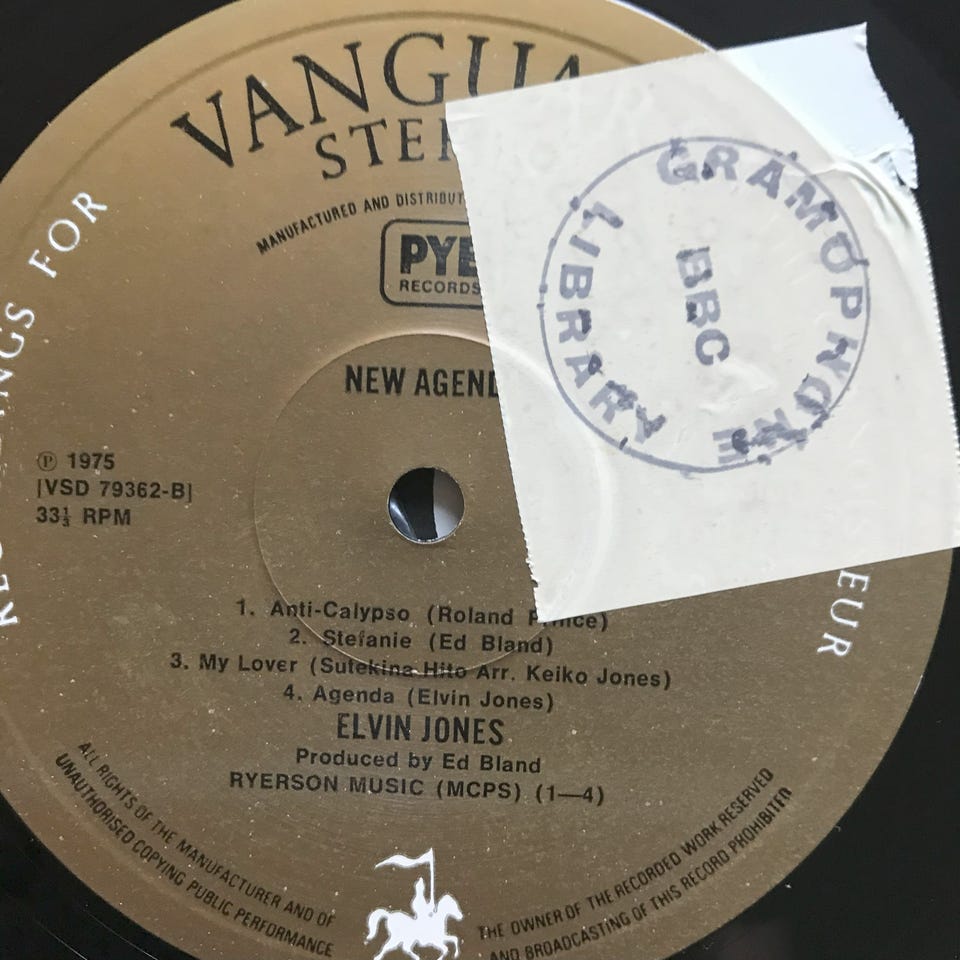 VANGUA
STER
MANUFACTURED AND DISTRIBUT
PYE
RECORDS
NEW AGEND
RECORDINGS FOR
EUR
℗ 1975
[VSD 79362-B]
33⅓ RPM
GRAMOPHONE
LIBRARY
BBC
1. Anti-Calypso (Roland Prince)
2. Stefanie (Ed Bland)
3. My Lover (Sutekina Hito Arr. Keiko Jones)
4. Agenda (Elvin Jones)
ELVIN JONES
Produced by Ed Bland
RYERSON MUSIC (MCPS) (1—4)
ALL RIGHTS OF THE MANUFACTURER AND OF THE OWNER OF THE RECORDED WORK RESERVED
UNAUTHORISED COPYING PUBLIC PERFORMANCE AND BROADCASTING OF THIS RECORD PROHIBITED